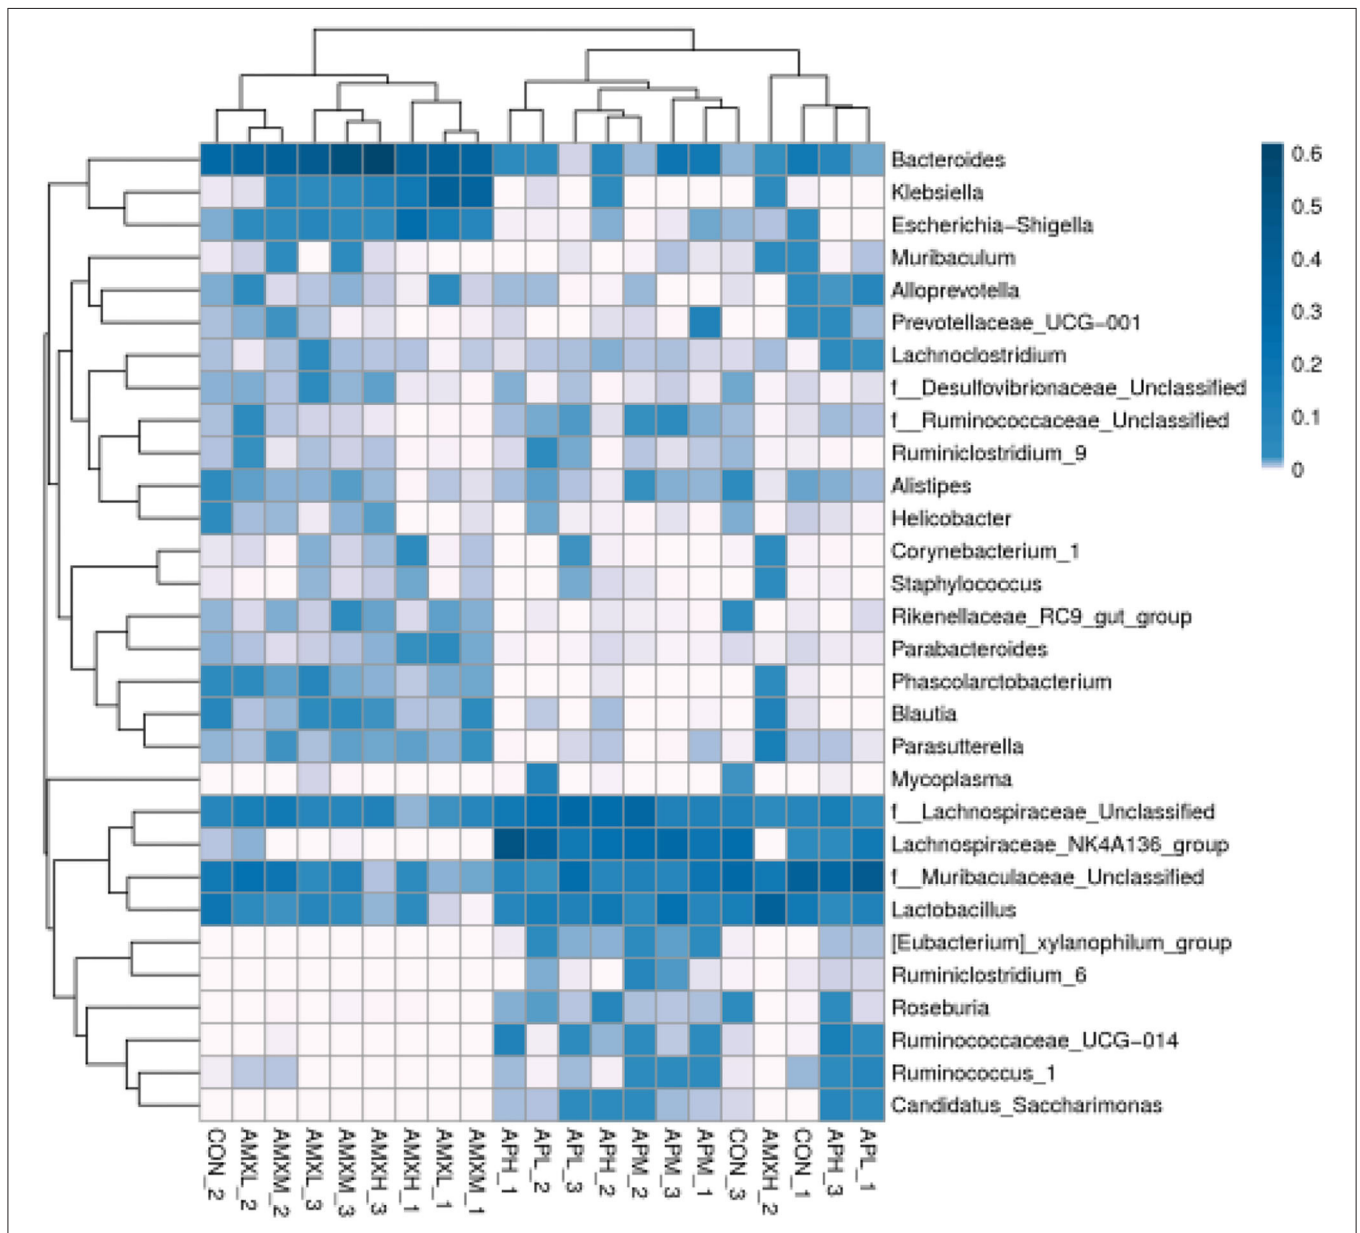 Bacteroides
Klebsiella
Escherichia−Shigella
Muribaculum
Alloprevotella
Prevotellaceae_UCG−001
Lachnoclostridium
f__Desulfovibrionaceae_Unclassified
f__Ruminococcaceae_Unclassified
Ruminiclostridium_9
Alistipes
Helicobacter
Corynebacterium_1
Staphylococcus
Rikenellaceae_RC9_gut_group
Parabacteroides
Phascolarctobacterium
Blautia
Parasutterella
Mycoplasma
f__Lachnospiraceae_Unclassified
Lachnospiraceae_NK4A136_group
f__Muribaculaceae_Unclassified
Lactobacillus
[Eubacterium]_xylanophilum_group
Ruminiclostridium_6
Roseburia
Ruminococcaceae_UCG−014
Ruminococcus_1
Candidatus_Saccharimonas
0.6
0.5
0.4
0.3
0.2
0.1
0
CON_2
AMXL_2
AMXM_2
AMXL_3
AMXM_3
AMXH_3
AMXH_1
AMXL_1
AMXM_1
APH_1
APL_2
APL_3
APH_2
APM_2
APM_3
APM_1
CON_3
AMXH_2
CON_1
APH_3
APL_1